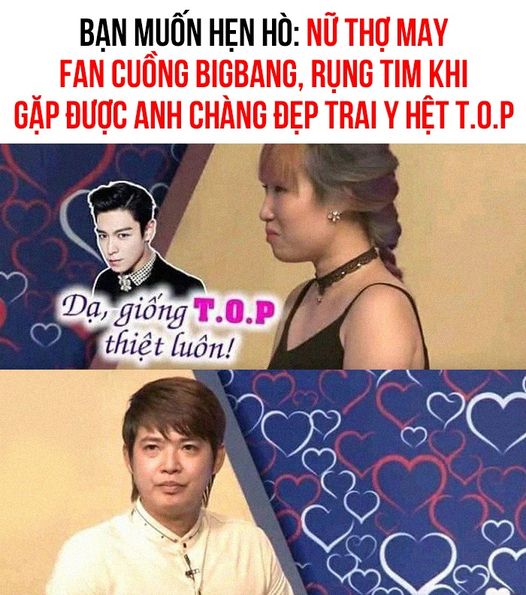 BẠN MUỐN HẸN HÒ: NỮ THỢ MAY
FAN CUỒNG BIGBANG, RỤNG TIM KHI
GẶP ĐƯỢC ANH CHÀNG ĐẸP TRAI Y HỆT T.O.P
Dạ, giống T.O.P
thiệt luôn!